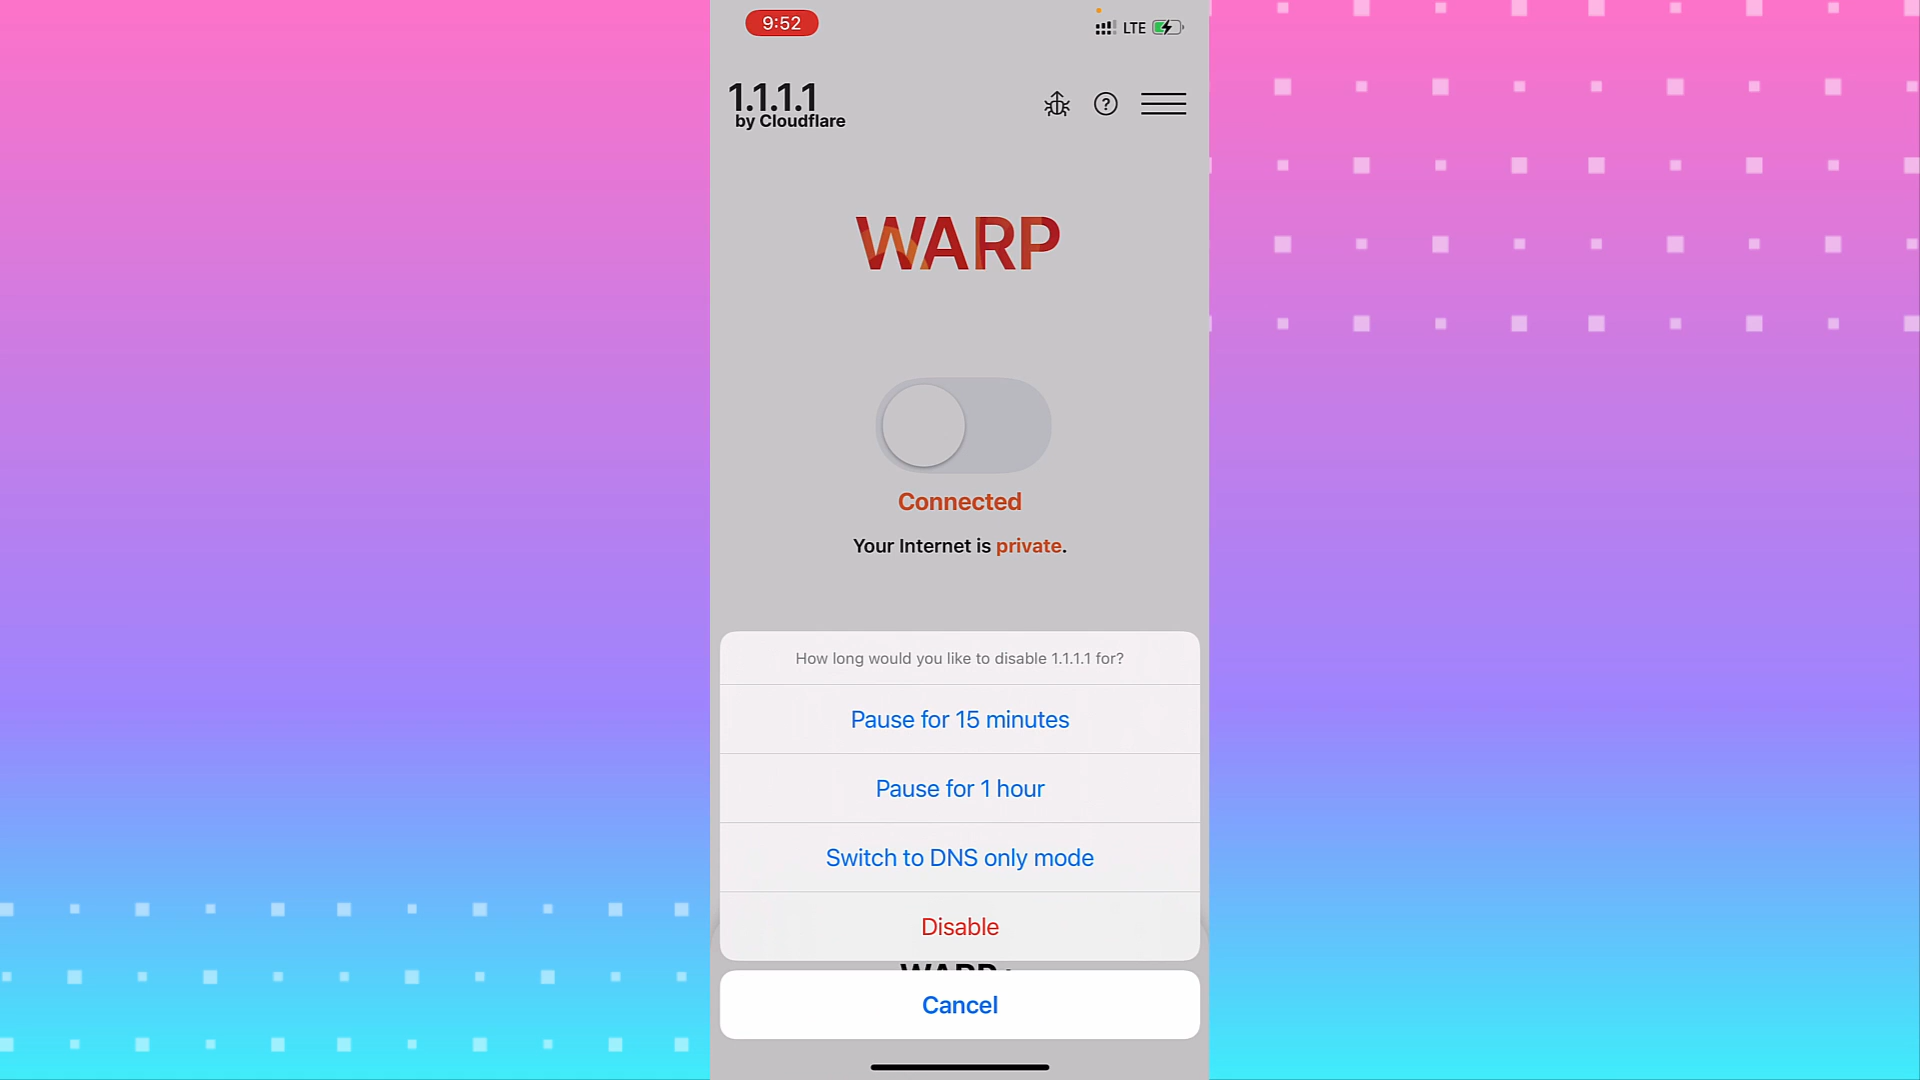 9:52
LTE
1.1.1.1
by Cloudflare
WARP
Connected
Your Internet is private.
How long would you like to disable 1.1.1.1 for?
Pause for 15 minutes
Pause for 1 hour
Switch to DNS only mode
Disable
Cancel